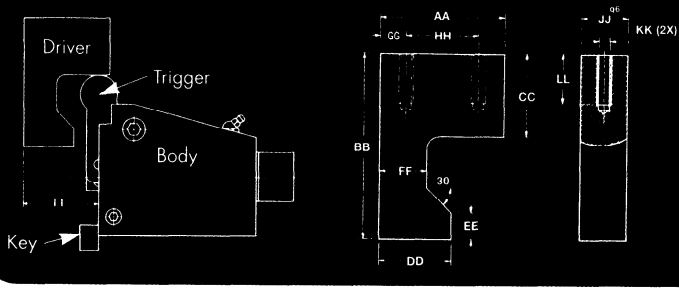 Driver
Trigger
Body
Key
AA
GG
HH
BB
CC
FF
30
EE
DD
JJ g6
KK (2X)
LL